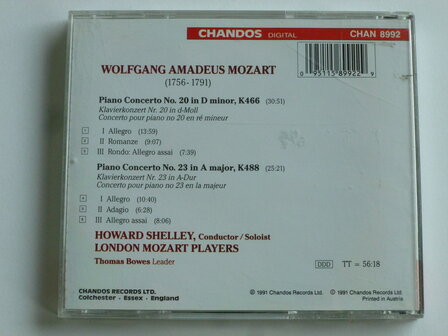 CHANDOS DIGITAL CHAN 8992
WOLFGANG AMADEUS MOZART
(1756-1791)
0 95115 89922 9
Piano Concerto No. 20 in D minor, K466 (30:51)
Klavierkonzert Nr. 20 in d-Moll
Concerto pour piano no 20 en ré mineur
1 I Allegro (13:59)
2 II Romanze (9:07)
3 III Rondo: Allegro assai (7:39)
Piano Concerto No. 23 in A major, K488 (25:21)
Klavierkonzert Nr. 23 in A-Dur
Concerto pour piano no 23 en la majeur
4 I Allegro (10:40)
5 II Adagio (6:28)
6 III Allegro assai (8:06)
HOWARD SHELLEY, Conductor / Soloist
LONDON MOZART PLAYERS
Thomas Bowes Leader
DDD TT = 56:18
CHANDOS RECORDS LTD.
Colchester - Essex - England
℗ 1991 Chandos Records Ltd. © 1991 Chandos Records Ltd.
Printed in Austria